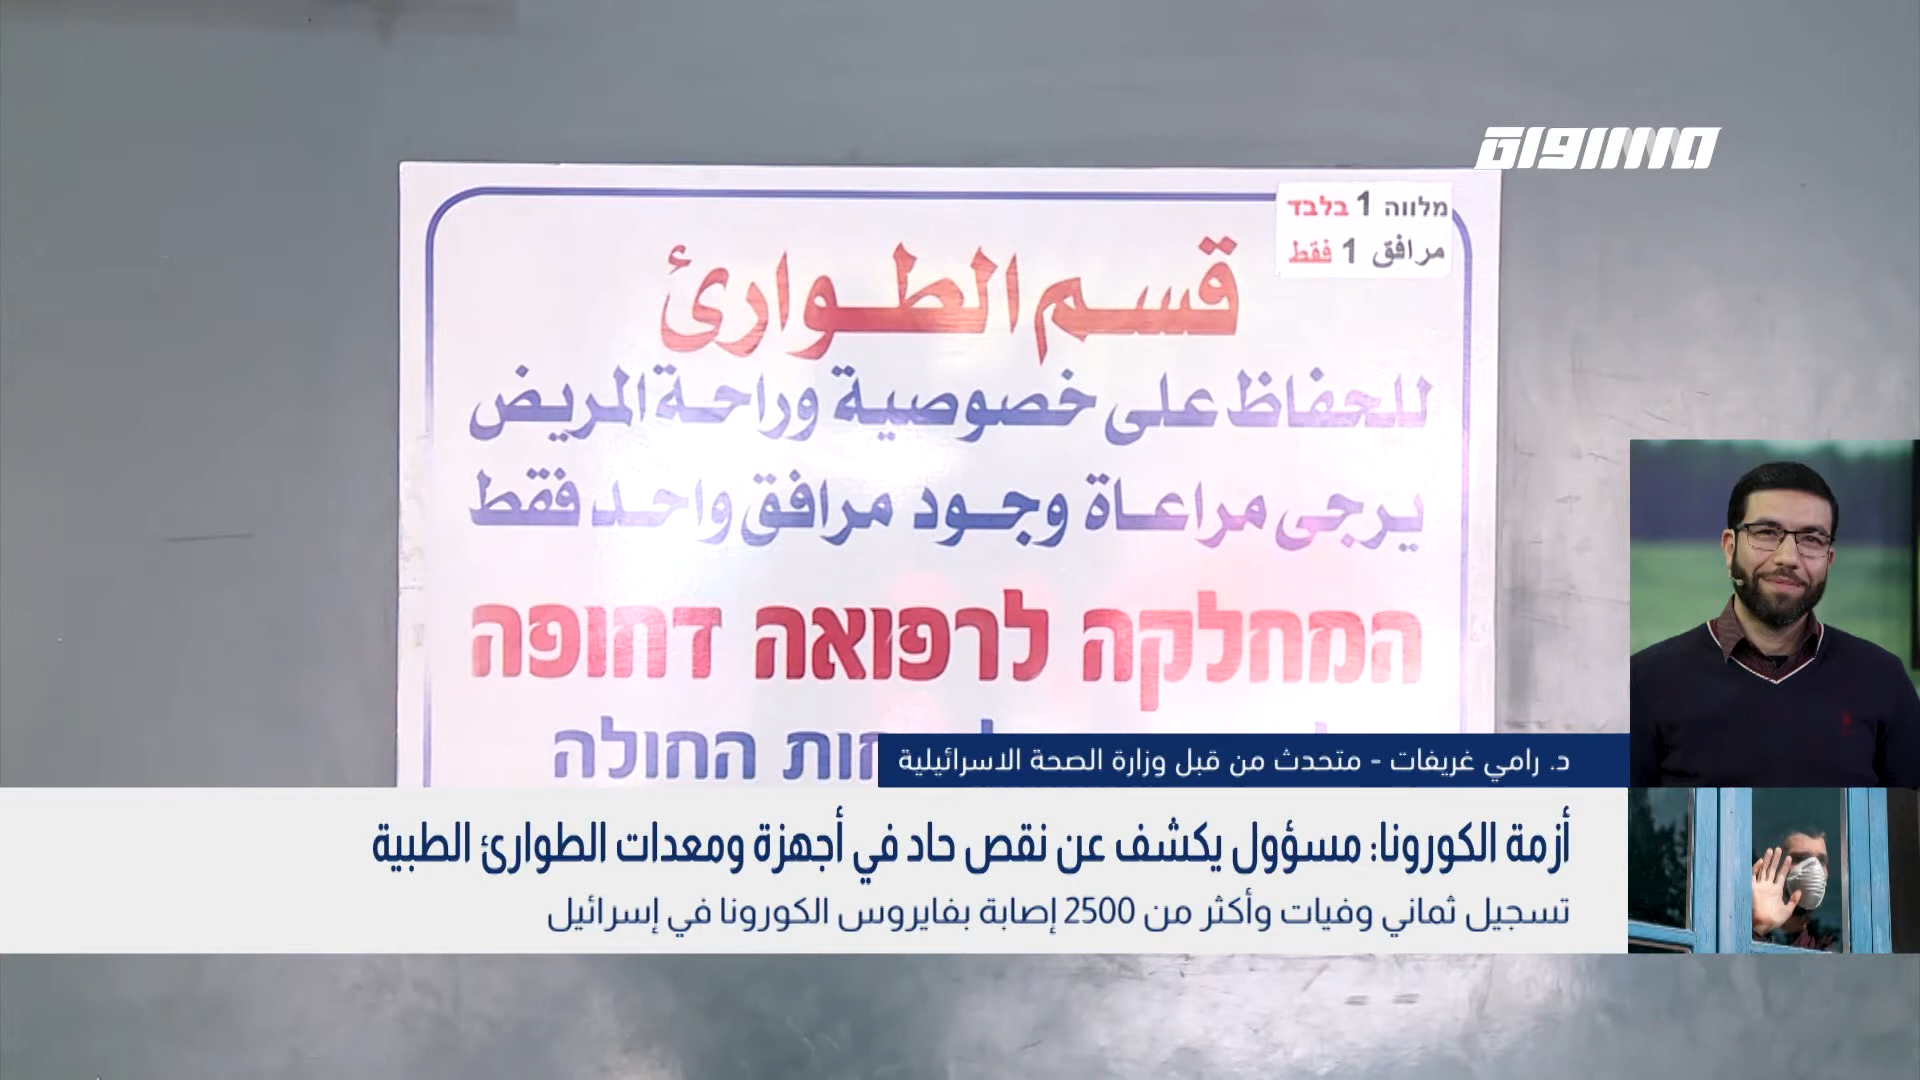 مساواة
מלווה 1 בלבד
مرافق 1 فقط
قسم الطوارئ
للحفاظ على خصوصية وراحة المريض
يرجى مراعاة وجود مرافق واحد فقط
המחלקה לרפואה דחופה
החולה
د. رامي غريفات - متحدث من قبل وزارة الصحة الاسرائيلية
أزمة الكورونا: مسؤول يكشف عن نقص حاد في أجهزة ومعدات الطوارئ الطبية
تسجيل ثماني وفيات وأكثر من 2500 إصابة بفايروس الكورونا في إسرائيل